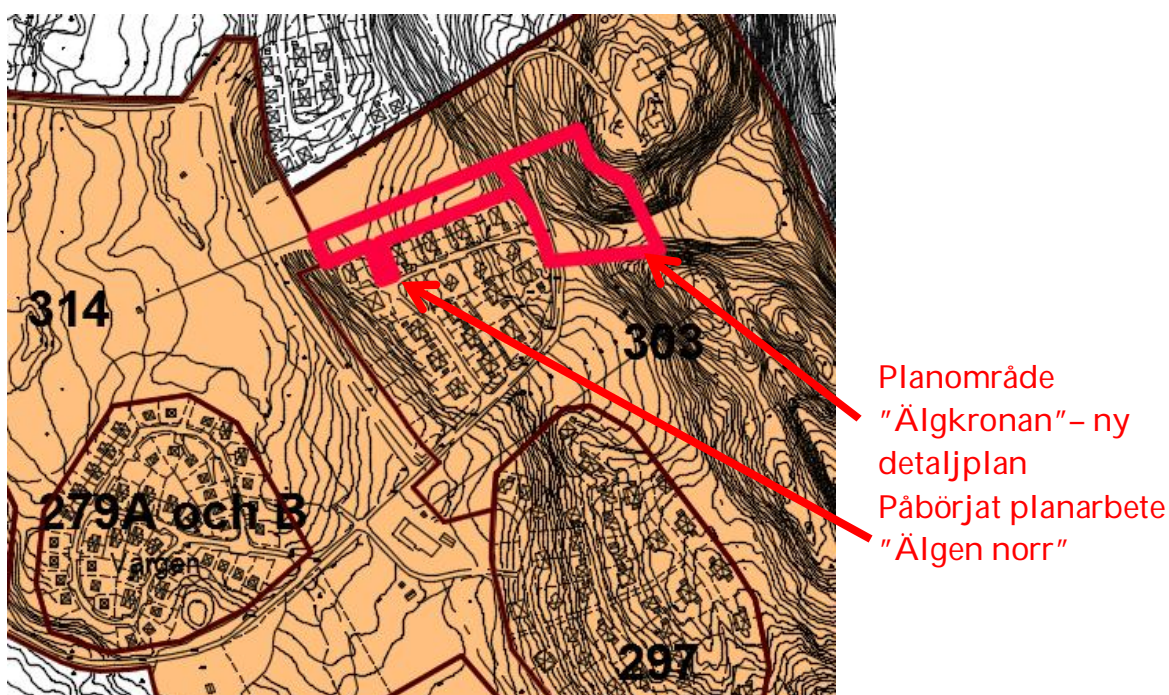 314
303
279A och B
Vargen
297
Planområde
"Älgkronan"– ny
detaljplan
Påbörjat planarbete
"Älgen norr"